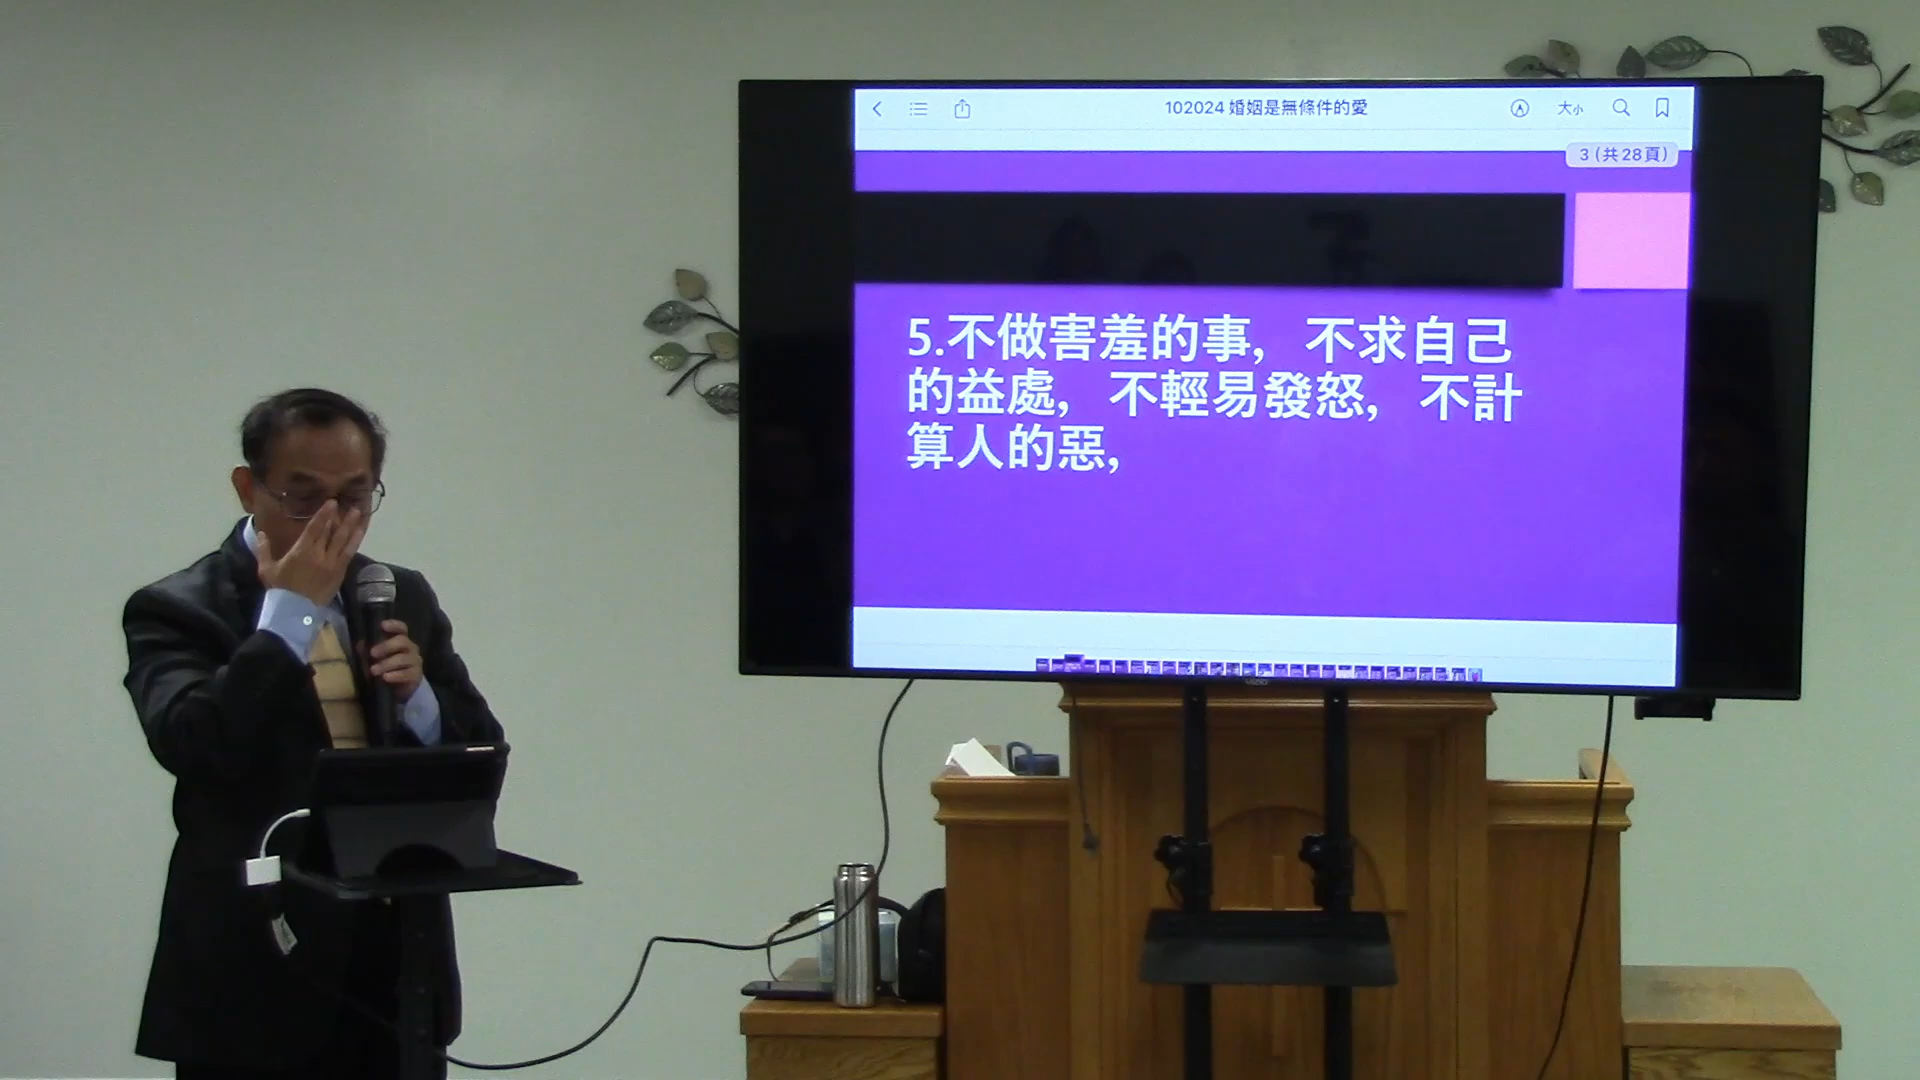 102024 婚姻是無條件的愛
大小
3 (共28頁)
5.不做害羞的事, 不求自己
的益處, 不輕易發怒, 不計
算人的惡,